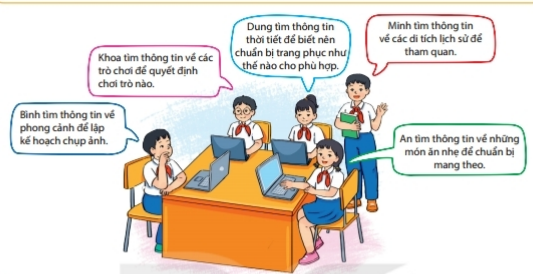 Dung tìm thông tin
thời tiết để biết nên
chuẩn bị trang phục như
thế nào cho phù hợp.
Minh tìm thông tin
về các di tích lịch sử để
tham quan.
Khoa tìm thông tin về các
trò chơi để quyết định
chơi trò nào.
Bình tìm thông tin về
phong cảnh để lập
kế hoạch chụp ảnh.
An tìm thông tin về những
món ăn nhẹ để chuẩn bị
mang theo.